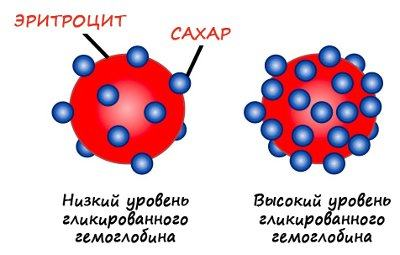 ЭРИТРОЦИТ
САХАР
Низкий уровень
гликированного
гемоглобина
Высокий уровень
гликированного
гемоглобина